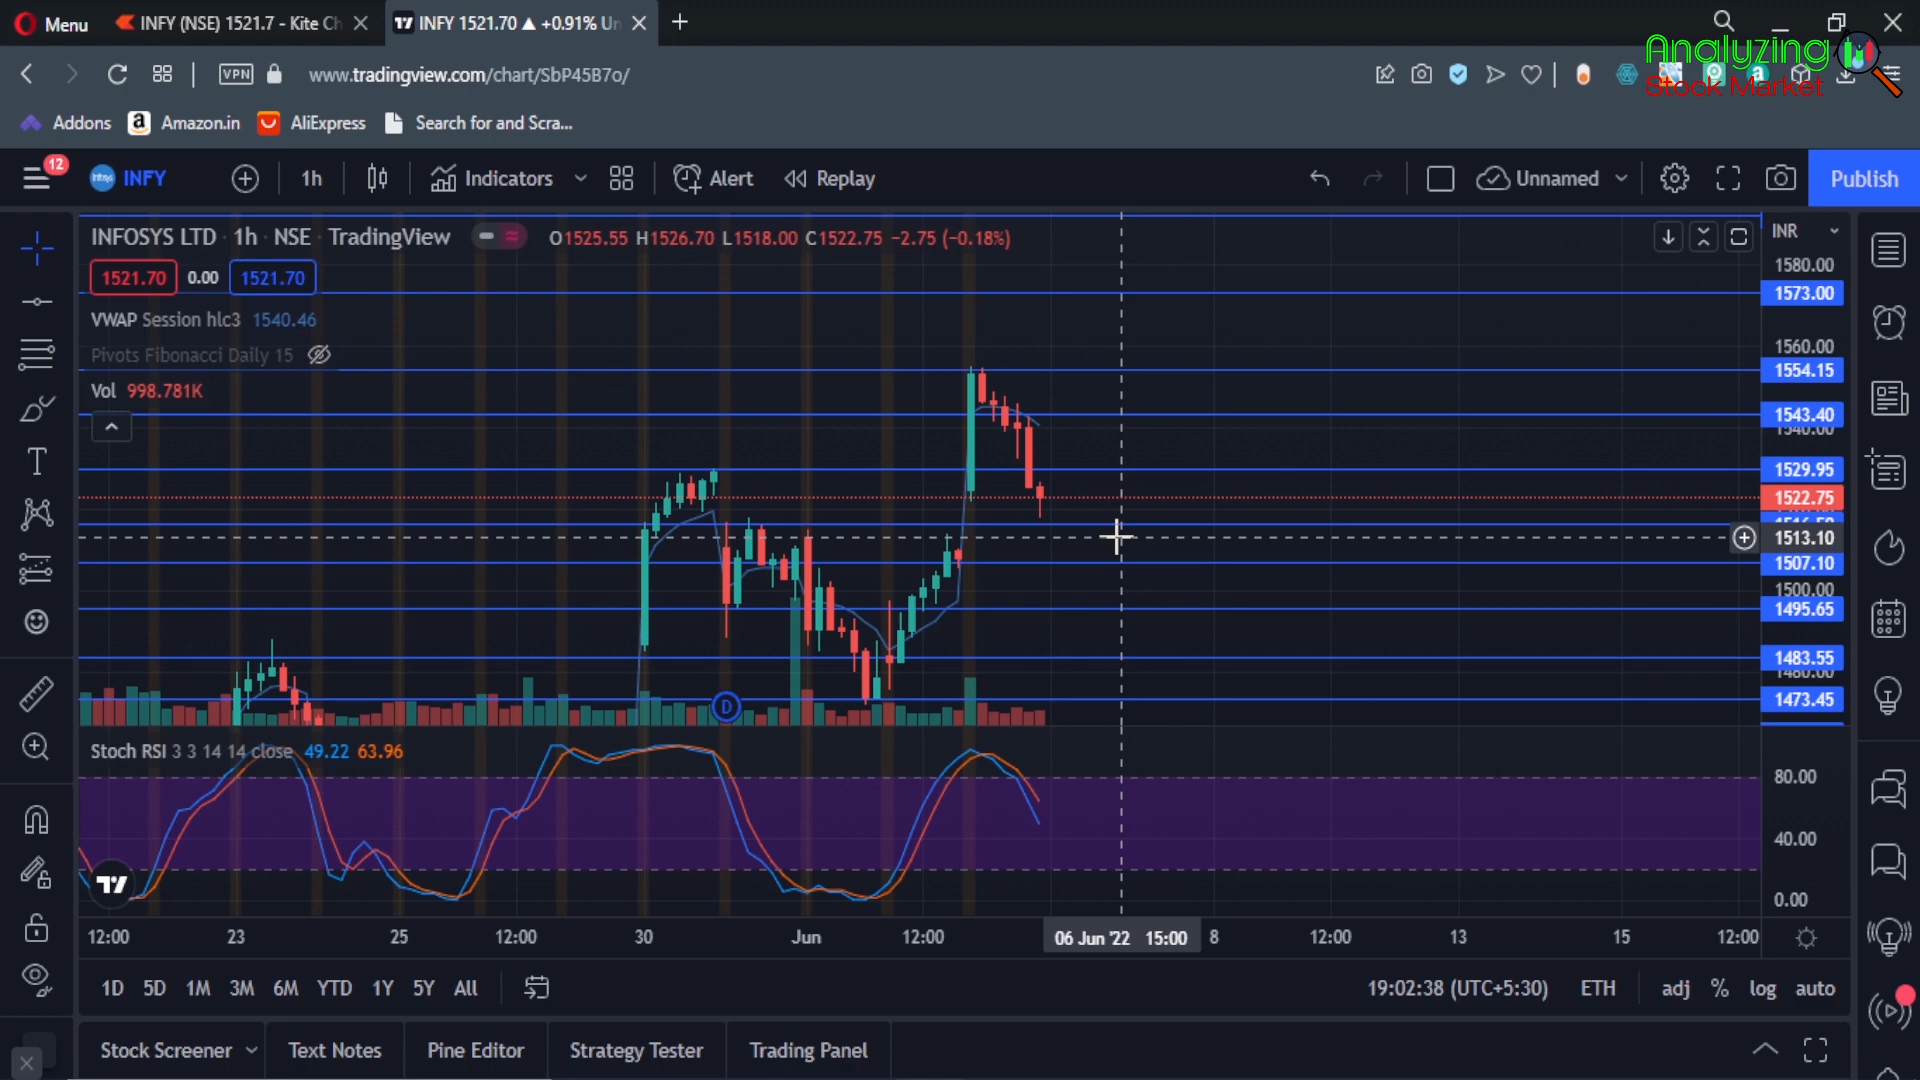 Menu
INFY (NSE) 1521.7 - Kite Ch
INFY 1521.70 ▲ +0.91% Un
Analyzing
Stock Market
VPN
www.tradingview.com/chart/SbP45B7o/
Addons
Amazon.in
AliExpress
Search for and Scra...
12
INFY
1h
Indicators
Alert
Replay
Unnamed
Publish
INFOSYS LTD · 1h · NSE · TradingView
O1525.55 H1526.70 L1518.00 C1522.75 −2.75 (−0.18%)
INR
1521.70
0.00
1521.70
VWAP Session hlc3 1540.46
Pivots Fibonacci Daily 15
Vol 998.781K
1580.00
1573.00
1560.00
1554.15
1543.40
1540.00
1529.95
1522.75
1513.10
1507.10
1500.00
1495.65
1483.55
1480.00
1473.45
D
Stoch RSI 3 3 14 14 close 49.22 63.96
80.00
40.00
0.00
12:00
23
25
12:00
30
Jun
12:00
06 Jun '22 15:00
8
12:00
13
15
12:00
1D 5D 1M 3M 6M YTD 1Y 5Y All
19:02:38 (UTC+5:30)
ETH
adj % log auto
Stock Screener
Text Notes
Pine Editor
Strategy Tester
Trading Panel